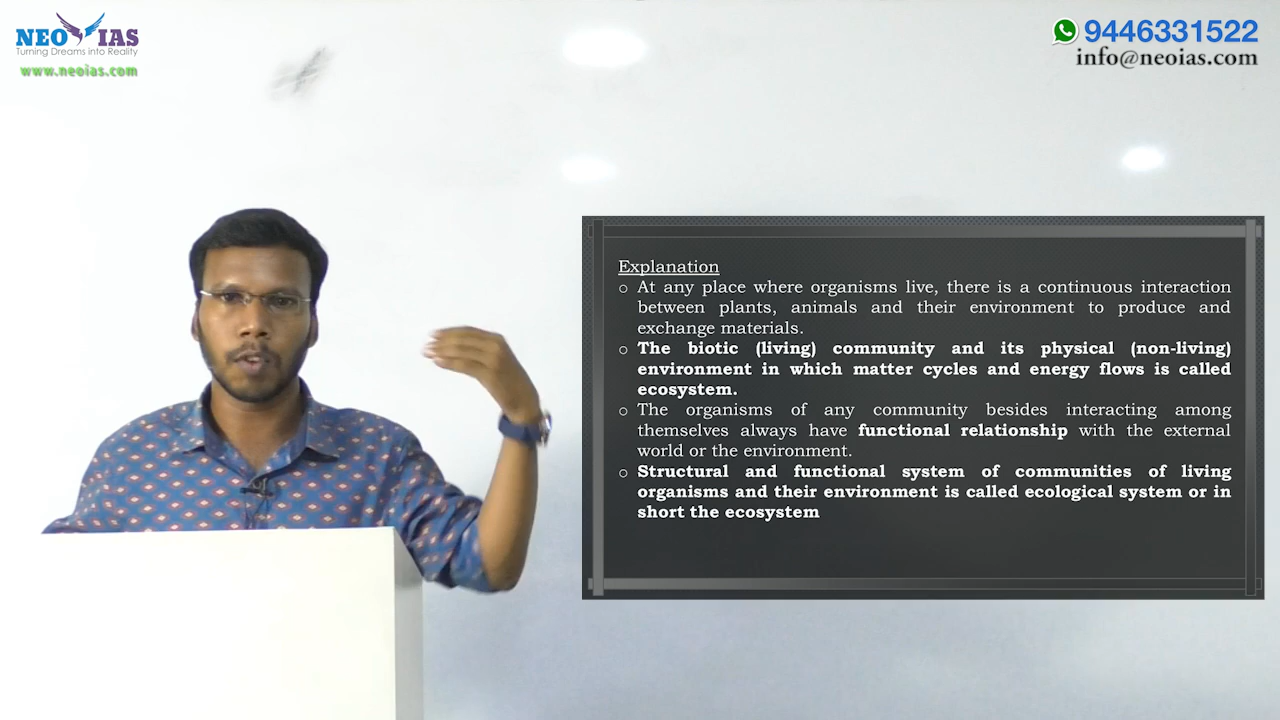 NEO IAS
Turning Dreams into Reality
www.neoias.com
9446331522
info@neoias.com
Explanation
o At any place where organisms live, there is a continuous interaction
between plants, animals and their environment to produce and
exchange materials.
o The biotic (living) community and its physical (non-living)
environment in which matter cycles and energy flows is called
ecosystem.
o The organisms of any community besides interacting among
themselves always have functional relationship with the external
world or the environment.
o Structural and functional system of communities of living
organisms and their environment is called ecological system or in
short the ecosystem